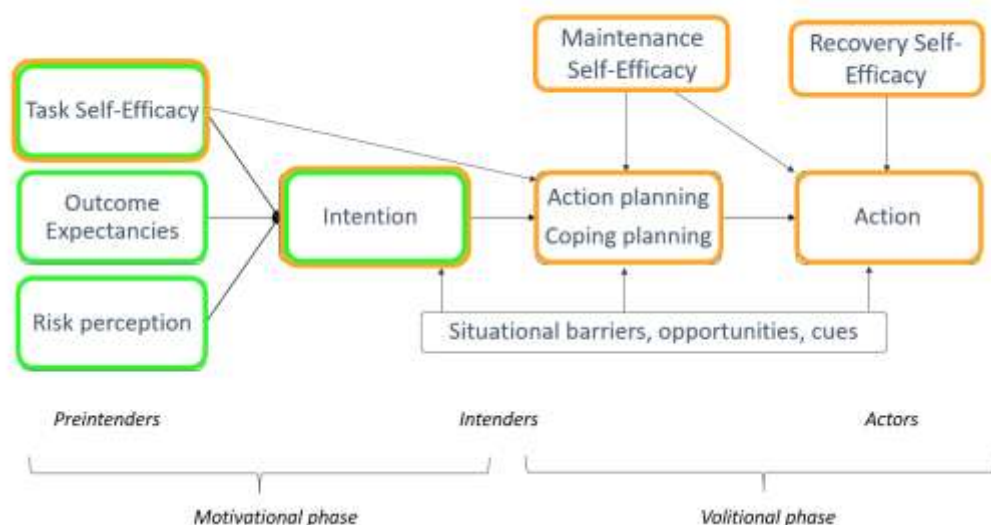 Maintenance
Self-Efficacy
Recovery Self-
Efficacy
Task Self-Efficacy
Outcome
Expectancies
Intention
Action planning
Coping planning
Action
Risk perception
Situational barriers, opportunities, cues
Preintenders
Intenders
Actors
Motivational phase
Volitional phase